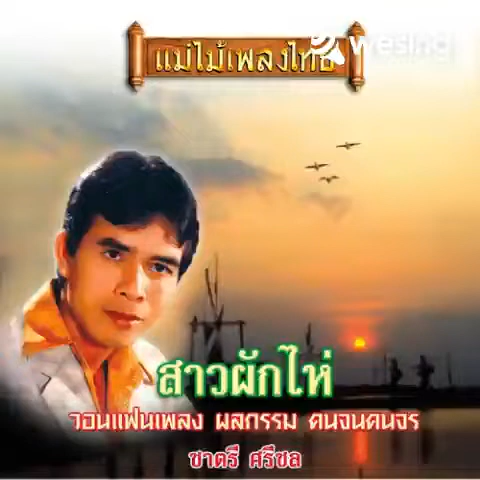 แม่ไม้เพลงไทย
wesing
สาวผักไห่
วอนแฟนเพลง ผลกรรม คนจนคนจร
ชาตรี ศรีชล